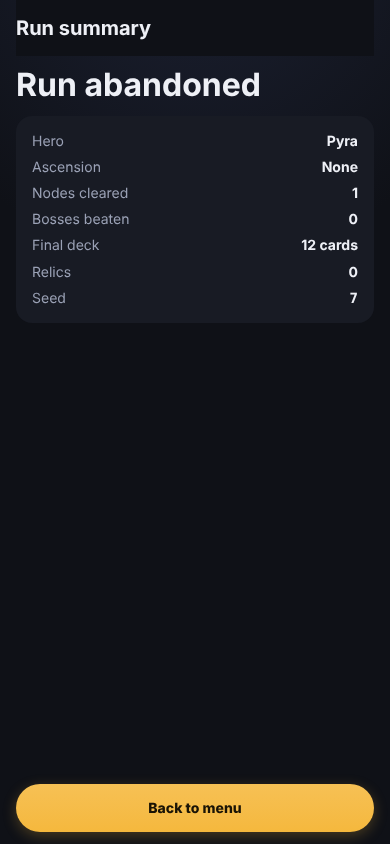 Run summary
Run abandoned
Hero Pyra
Ascension None
Nodes cleared 1
Bosses beaten 0
Final deck 12 cards
Relics 0
Seed 7
Back to menu